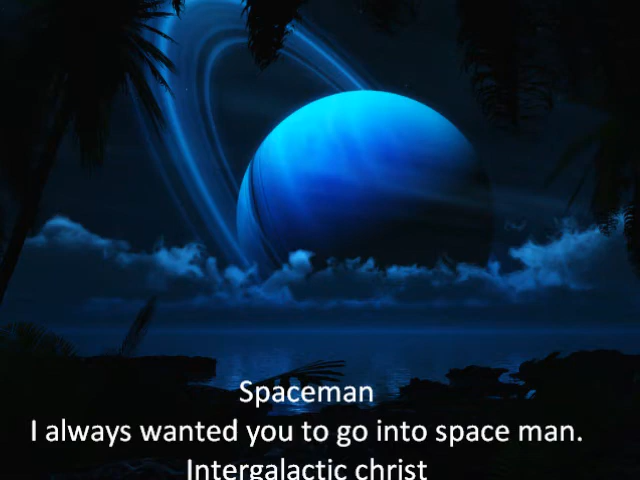 Spaceman
I always wanted you to go into space man.
Intergalactic christ